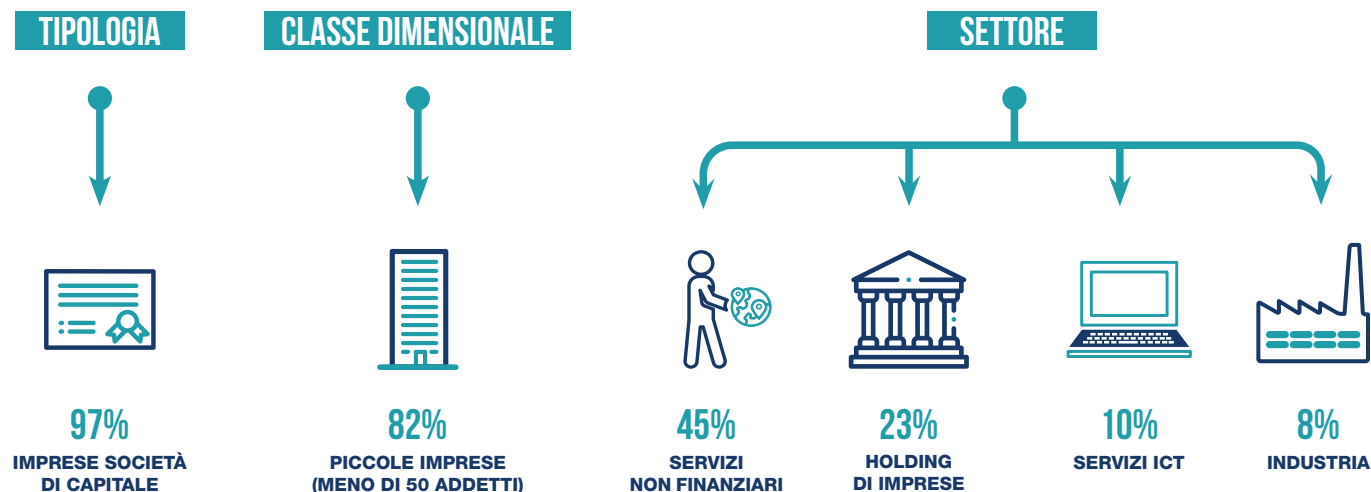 TIPOLOGIA
CLASSE DIMENSIONALE
SETTORE
97%
IMPRESE SOCIETÀ
DI CAPITALE
82%
PICCOLE IMPRESE
(MENO DI 50 ADDETTI)
45%
SERVIZI
NON FINANZIARI
23%
HOLDING
DI IMPRESE
10%
SERVIZI ICT
8%
INDUSTRIA